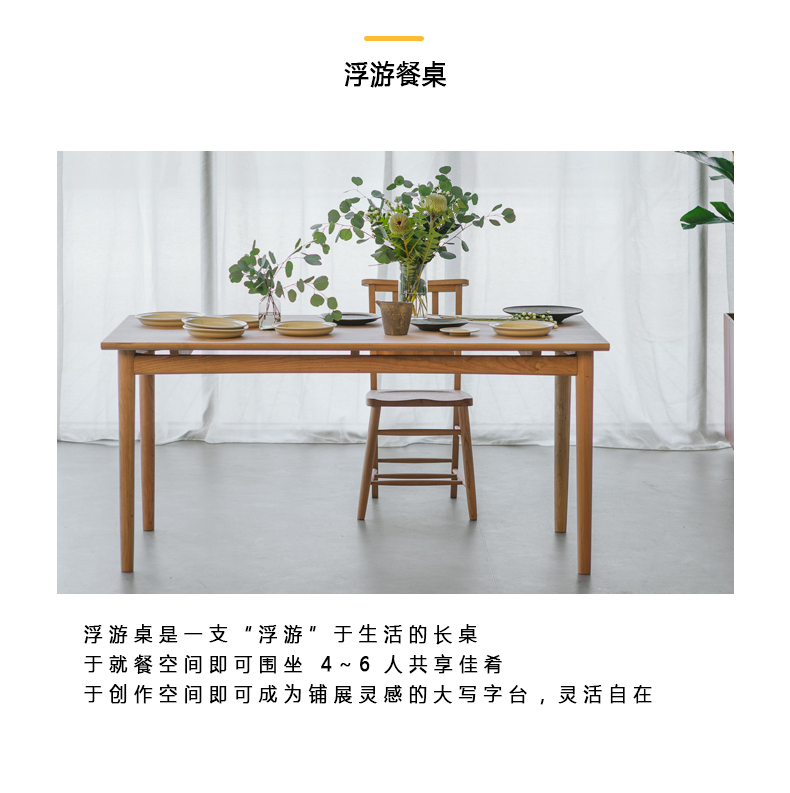 浮游餐桌
浮游桌是一支“浮游”于生活的长桌
于就餐空间即可围坐 4~6 人共享佳肴
于创作空间即可成为铺展灵感的大写字台，灵活自在